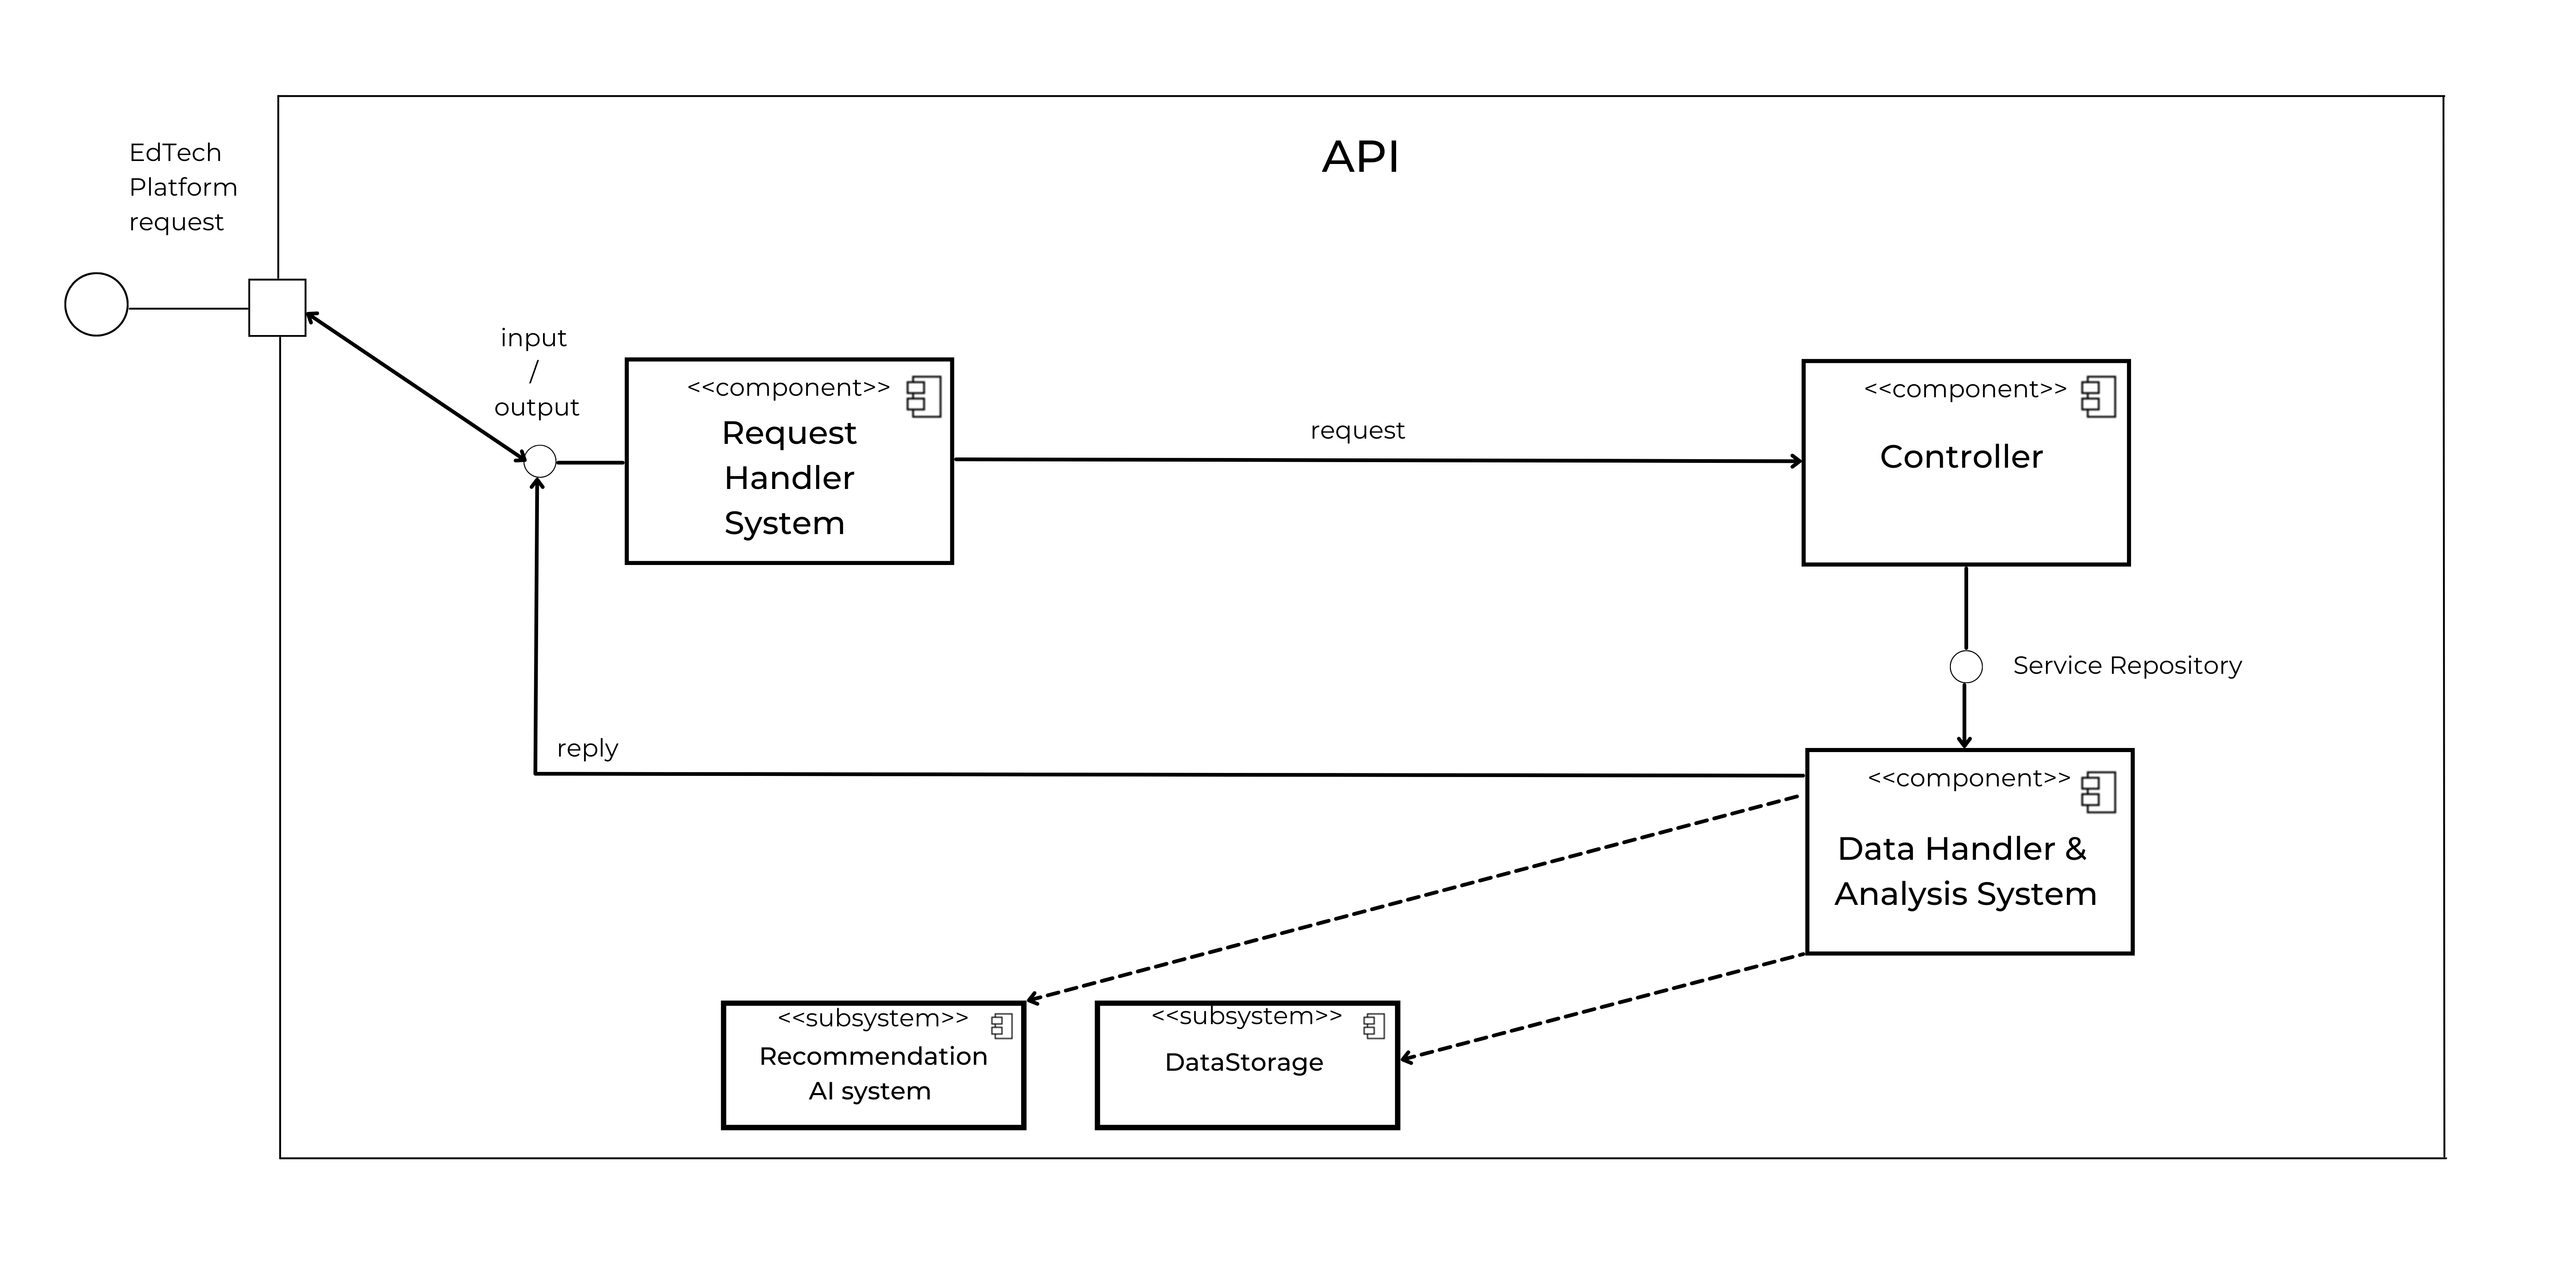 API
EdTech
Platform
request
input
/
output
<<component>>
Request
Handler
System
request
<<component>>
Controller
Service Repository
reply
<<component>>
Data Handler &
Analysis System
<<subsystem>>
Recommendation
AI system
<<subsystem>>
DataStorage